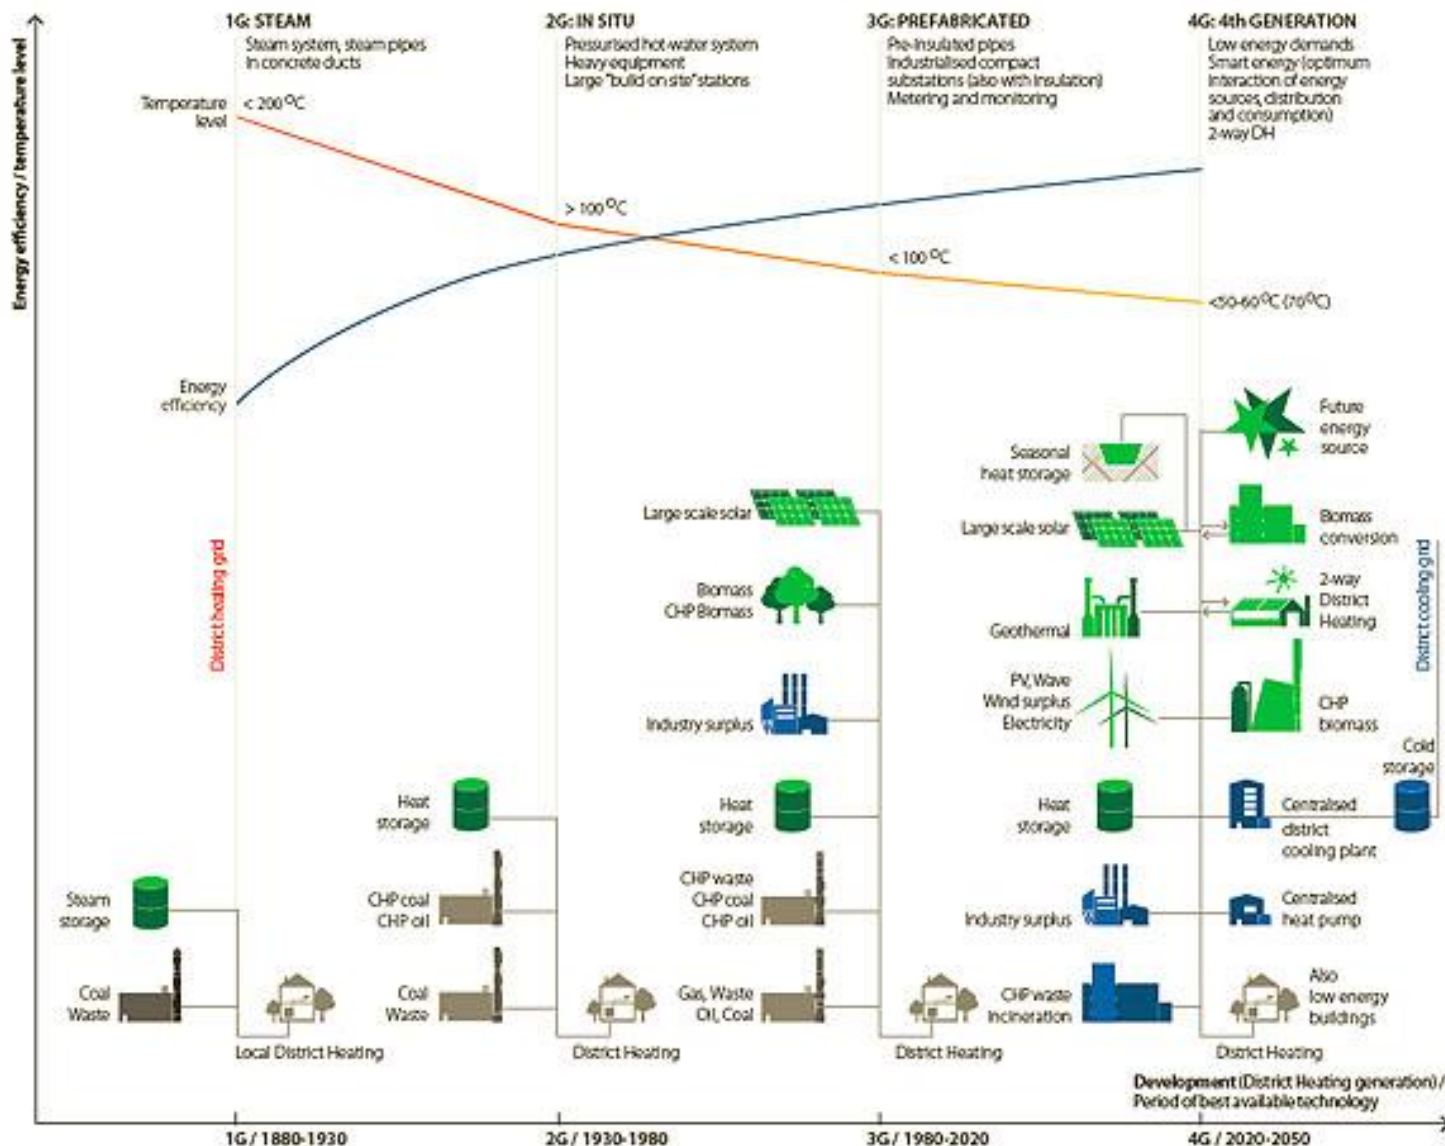 1G: STEAM
Steam system, steam pipes
in concrete ducts
2G: IN SITU
Pressurised hot-water system
Heavy equipment
Large "build on site" stations
3G: PREFABRICATED
Pre-insulated pipes
Industrialised compact
substations (also with insulation)
Metering and monitoring
4G: 4th GENERATION
Low energy demands
Smart energy (optimum
interaction of energy
sources, distribution
and consumption)
2-way DH
Energy efficiency / temperature level
Temperature
level
< 200 °C
> 100 °C
< 100 °C
<50-60 °C (70 °C)
Energy
efficiency
District heating grid
Steam
storage
Coal
Waste
Local District Heating
Heat
storage
CHP coal
CHP oil
Coal
Waste
District Heating
Large scale solar
Biomass
CHP Biomass
Industry surplus
Heat
storage
CHP waste
CHP coal
CHP oil
Gas, Waste
Oil, Coal
District Heating
Seasonal
heat storage
Large scale solar
Geothermal
PV, Wave
Wind surplus
Electricity
Heat
storage
Industry surplus
CHP waste
incineration
Future
energy
source
Biomass
conversion
2-way
District
Heating
CHP
biomass
Centralised
district
cooling plant
Cold
storage
Centralised
heat pump
Also
low energy
buildings
District Heating
District cooling grid
Development (District Heating generation) /
Period of best available technology
1G / 1880-1930
2G / 1930-1980
3G / 1980-2020
4G / 2020-2050